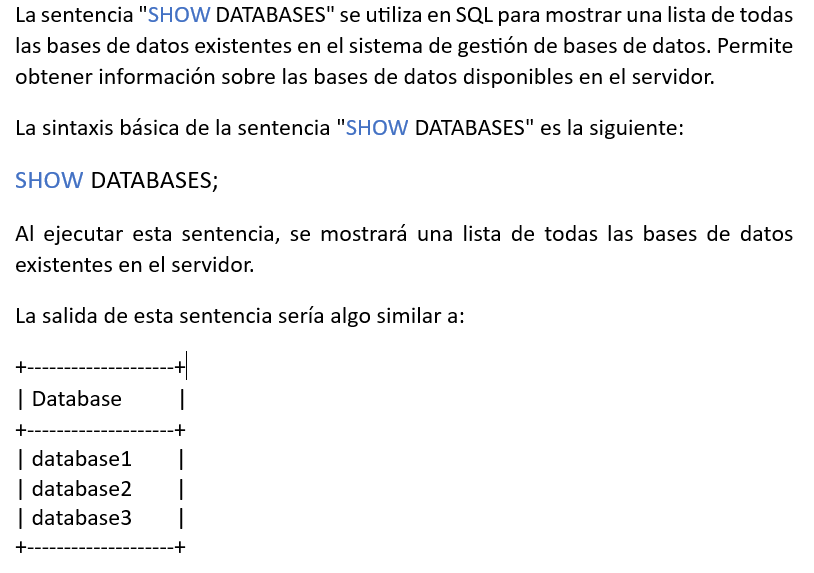 La sentencia "SHOW DATABASES" se utiliza en SQL para mostrar una lista de todas
las bases de datos existentes en el sistema de gestión de bases de datos. Permite
obtener información sobre las bases de datos disponibles en el servidor.
La sintaxis básica de la sentencia "SHOW DATABASES" es la siguiente:
SHOW DATABASES;
Al ejecutar esta sentencia, se mostrará una lista de todas las bases de datos
existentes en el servidor.
La salida de esta sentencia sería algo similar a:
+--------------------+
| Database |
+--------------------+
| database1 |
| database2 |
| database3 |
+--------------------+